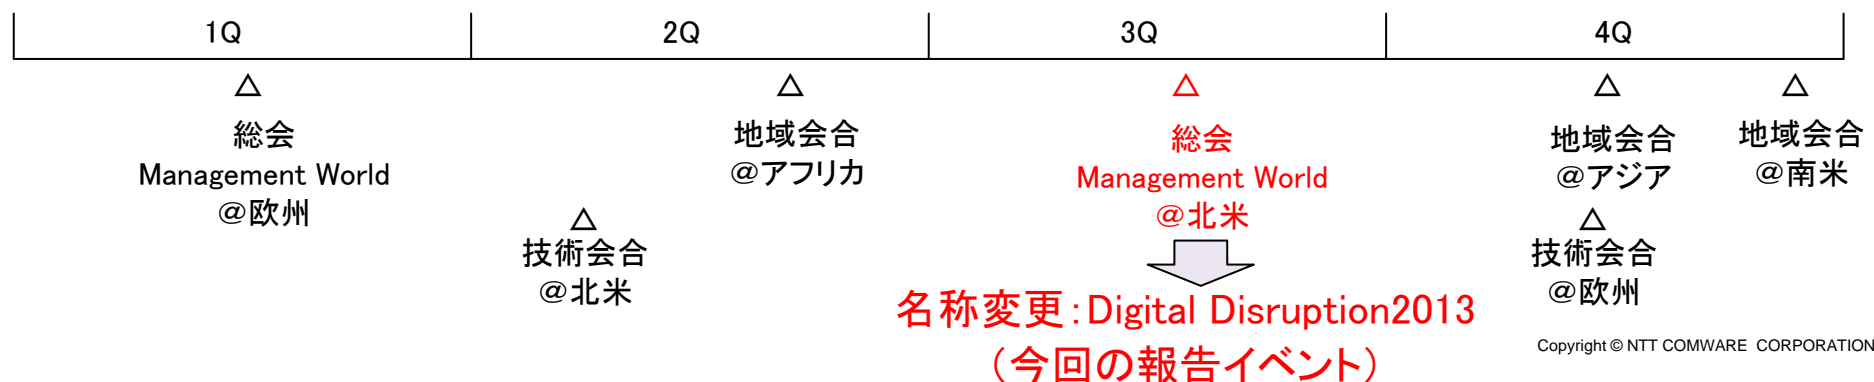 1Q
2Q
3Q
4Q
△
総会
Management World
@欧州
△
技術会合
@北米
△
地域会合
@アフリカ
△
総会
Management World
@北米
名称変更：Digital Disruption2013
（今回の報告イベント）
△
地域会合
@アジア
△
技術会合
@欧州
△
地域会合
@南米
Copyright © NTT COMWARE CORPORATION